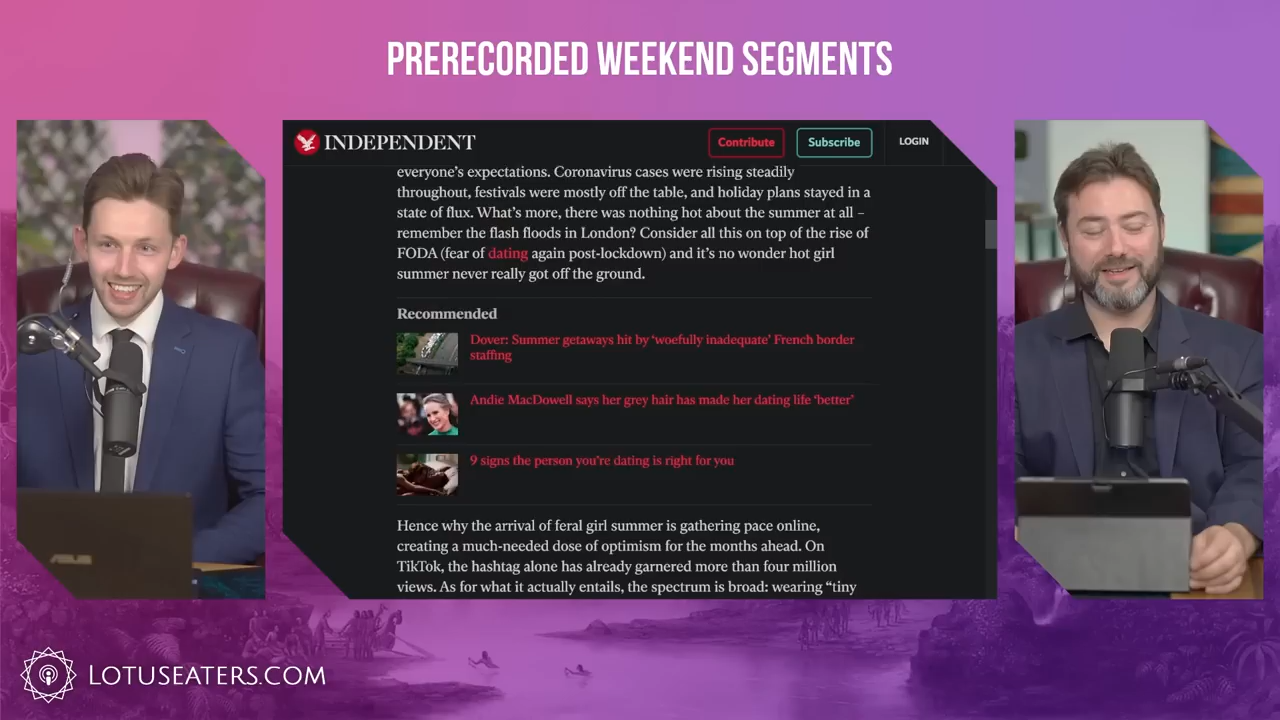 PRERECORDED WEEKEND SEGMENTS
INDEPENDENT
Contribute
Subscribe
LOGIN
everyone's expectations. Coronavirus cases were rising steadily
throughout, festivals were mostly off the table, and holiday plans stayed in a
state of flux. What's more, there was nothing hot about the summer at all –
remember the flash floods in London? Consider all this on top of the rise of
FODA (fear of dating again post-lockdown) and it's no wonder hot girl
summer never really got off the ground.
Recommended
Dover: Summer getaways hit by 'woefully inadequate' French border
staffing
Andie MacDowell says her grey hair has made her dating life 'better'
9 signs the person you're dating is right for you
Hence why the arrival of feral girl summer is gathering pace online,
creating a much-needed dose of optimism for the months ahead. On
TikTok, the hashtag alone has already garnered more than four million
views. As for what it actually entails, the spectrum is broad: wearing “tiny
ASUS
LOTUSEATERS.COM